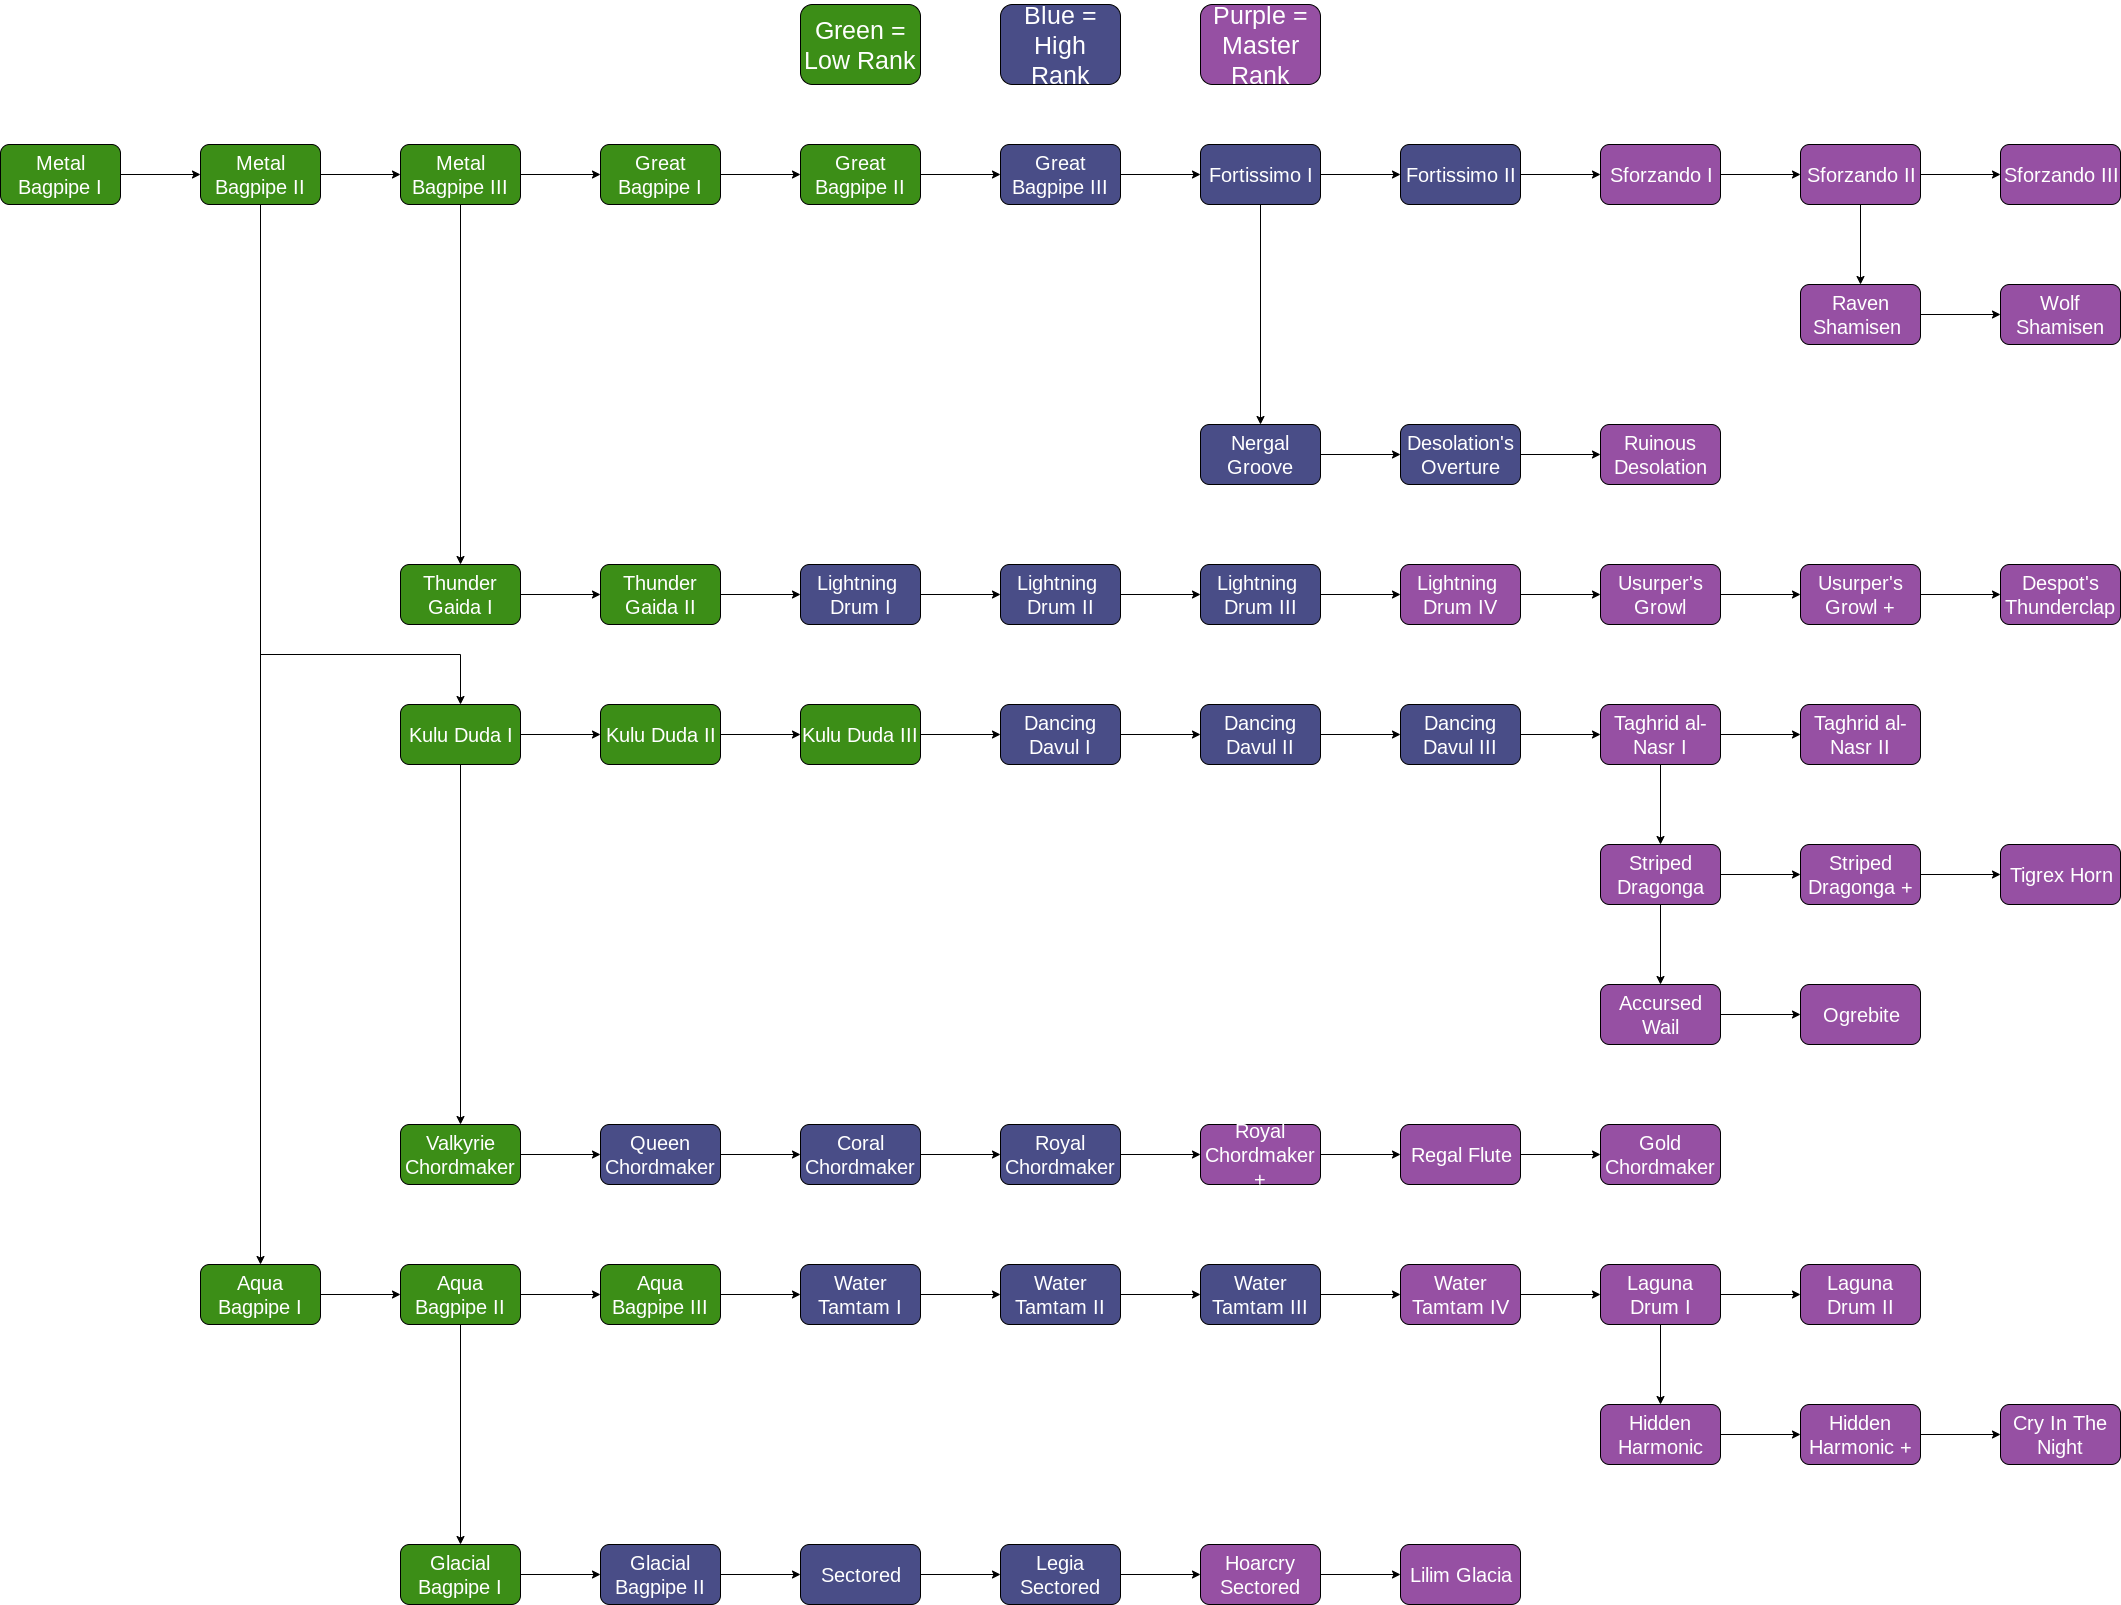 Green =
Low Rank
Blue =
High
Rank
Purple =
Master
Rank
Metal
Bagpipe I
Metal
Bagpipe II
Metal
Bagpipe III
Great
Bagpipe I
Great
Bagpipe II
Great
Bagpipe III
Fortissimo I
Fortissimo II
Sforzando I
Sforzando II
Sforzando III
Raven
Shamisen
Wolf
Shamisen
Nergal
Groove
Desolation's
Overture
Ruinous
Desolation
Thunder
Gaida I
Thunder
Gaida II
Lightning
Drum I
Lightning
Drum II
Lightning
Drum III
Lightning
Drum IV
Usurper's
Growl
Usurper's
Growl +
Despot's
Thunderclap
Kulu Duda I
Kulu Duda II
Kulu Duda III
Dancing
Davul I
Dancing
Davul II
Dancing
Davul III
Taghrid al-
Nasr I
Taghrid al-
Nasr II
Striped
Dragonga
Striped
Dragonga +
Tigrex Horn
Accursed
Wail
Ogrebite
Valkyrie
Chordmaker
Queen
Chordmaker
Coral
Chordmaker
Royal
Chordmaker
Royal
Chordmaker
+
Regal Flute
Gold
Chordmaker
Aqua
Bagpipe I
Aqua
Bagpipe II
Aqua
Bagpipe III
Water
Tamtam I
Water
Tamtam II
Water
Tamtam III
Water
Tamtam IV
Laguna
Drum I
Laguna
Drum II
Hidden
Harmonic
Hidden
Harmonic +
Cry In The
Night
Glacial
Bagpipe I
Glacial
Bagpipe II
Sectored
Legia
Sectored
Hoarcry
Sectored
Lilim Glacia